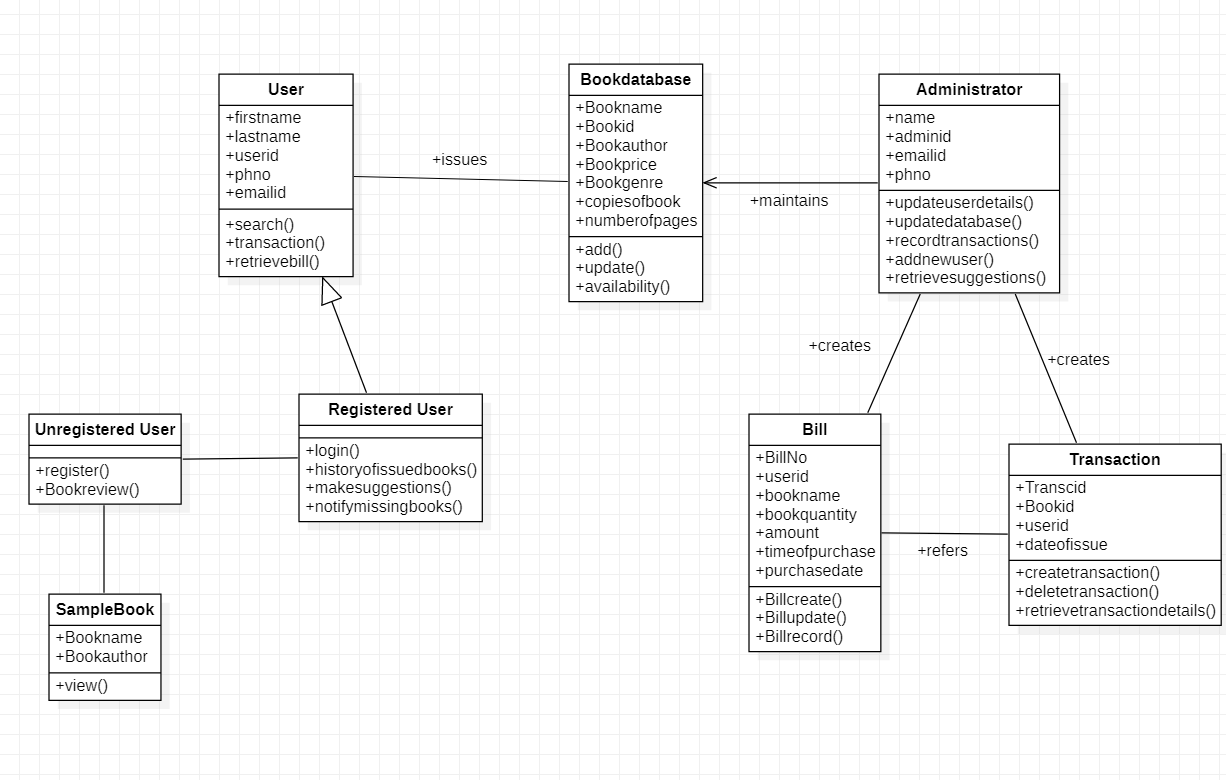 User
+firstname
+lastname
+userid
+phno
+emailid
+search()
+transaction()
+retrievebill()
+issues
Bookdatabase
+Bookname
+Bookid
+Bookauthor
+Bookprice
+Bookgenre
+copiesofbook
+numberofpages
+add()
+update()
+availability()
+maintains
Administrator
+name
+adminid
+emailid
+phno
+updateuserdetails()
+updatedatabase()
+recordtransactions()
+addnewuser()
+retrievesuggestions()
+creates
+creates
Unregistered User
+register()
+Bookreview()
Registered User
+login()
+historyofissuedbooks()
+makesuggestions()
+notifymissingbooks()
Bill
+BillNo
+userid
+bookname
+bookquantity
+amount
+timeofpurchase
+purchasedate
+Billcreate()
+Billupdate()
+Billrecord()
+refers
Transaction
+Transcid
+Bookid
+userid
+dateofissue
+createtransaction()
+deletetransaction()
+retrievetransactiondetails()
SampleBook
+Bookname
+Bookauthor
+view()